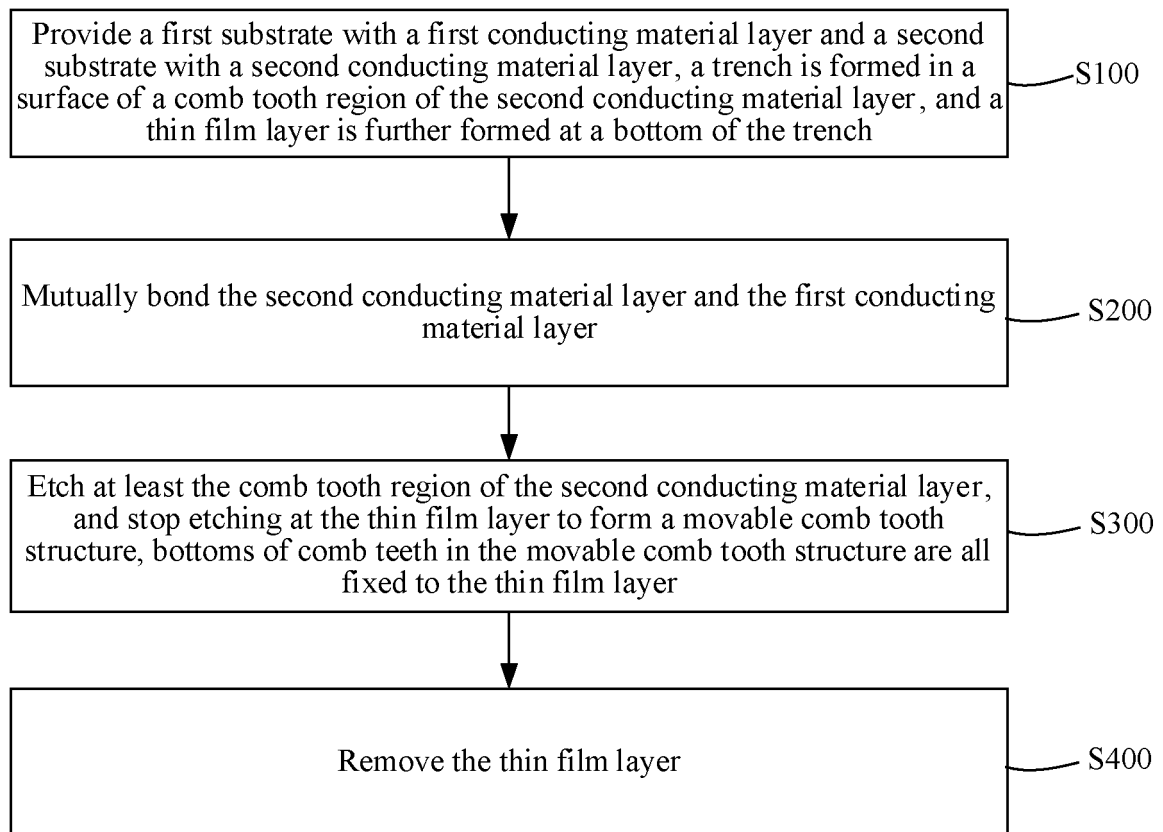 Provide a first substrate with a first conducting material layer and a second
substrate with a second conducting material layer, a trench is formed in a
surface of a comb tooth region of the second conducting material layer, and a
thin film layer is further formed at a bottom of the trench
S100
Mutually bond the second conducting material layer and the first conducting
material layer
S200
Etch at least the comb tooth region of the second conducting material layer,
and stop etching at the thin film layer to form a movable comb tooth
structure, bottoms of comb teeth in the movable comb tooth structure are all
fixed to the thin film layer
S300
Remove the thin film layer
S400